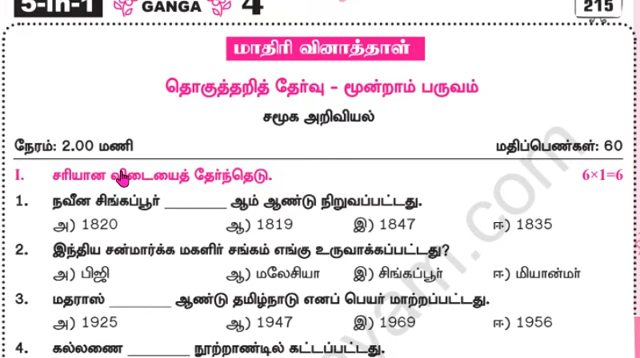 5-in-1 GANGA 4 215
மாதிரி வினாத்தாள்
தொகுத்தறித் தேர்வு - மூன்றாம் பருவம்
சமூக அறிவியல்
நேரம்: 2.00 மணி மதிப்பெண்கள்: 60
I. சரியான விடையைத் தேர்ந்தெடு. 6×1=6
1. நவீன சிங்கப்பூர் ________ ஆம் ஆண்டு நிறுவப்பட்டது.
அ) 1820 ஆ) 1819 இ) 1847 ஈ) 1835
2. இந்திய சன்மார்க்க மகளிர் சங்கம் எங்கு உருவாக்கப்பட்டது?
அ) பிஜி ஆ) மலேசியா இ) சிங்கப்பூர் ஈ) மியான்மர்
3. மதராஸ் ________ ஆண்டு தமிழ்நாடு எனப் பெயர் மாற்றப்பட்டது.
அ) 1925 ஆ) 1947 இ) 1969 ஈ) 1956
4. கல்லணை ________ நூற்றாண்டில் கட்டப்பட்டது.